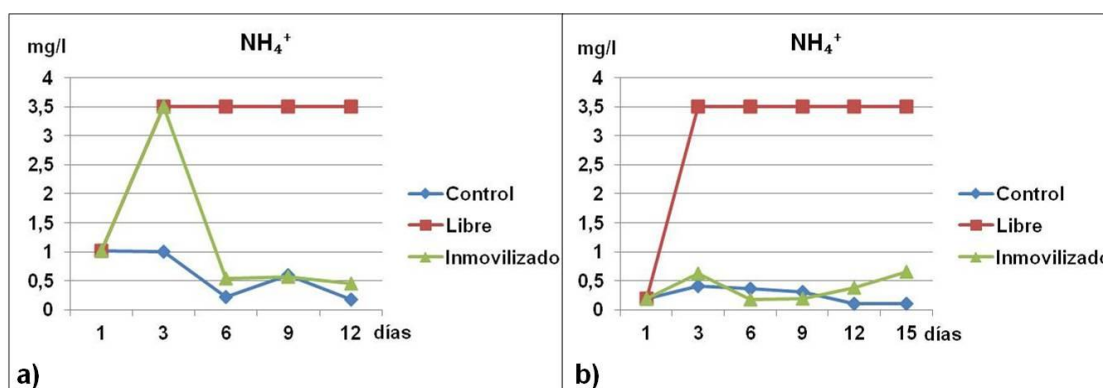 NH₄⁺
mg/l
4
3,5
3
2,5
2
1,5
1
0,5
0
1 3 6 9 12 días
Control
Libre
Inmovilizado
a)
NH₄⁺
mg/l
4
3,5
3
2,5
2
1,5
1
0,5
0
1 3 6 9 12 15 días
Control
Libre
Inmovilizado
b)